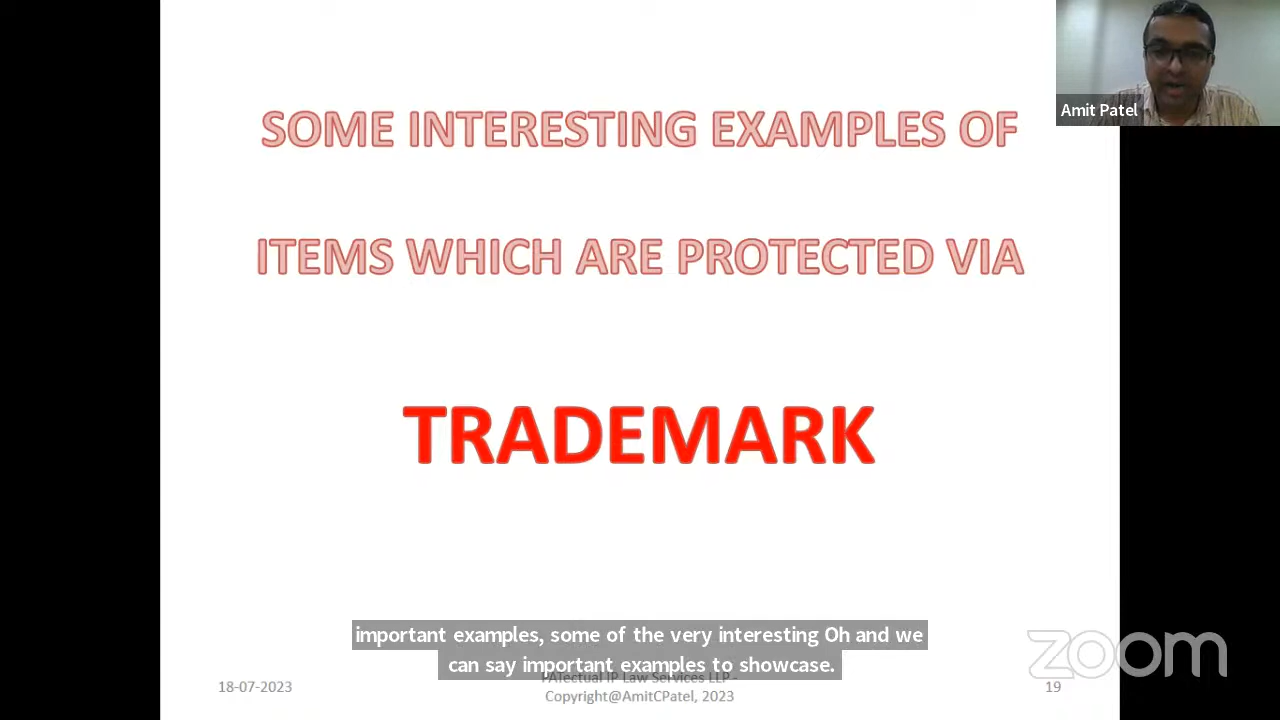 Amit Patel
SOME INTERESTING EXAMPLES OF
ITEMS WHICH ARE PROTECTED VIA
TRADEMARK
important examples, some of the very interesting Oh and we
can say important examples to showcase.
18-07-2023
PATectual IP Law Services LLP -
Copyright@AmitCPatel, 2023
19
zoom